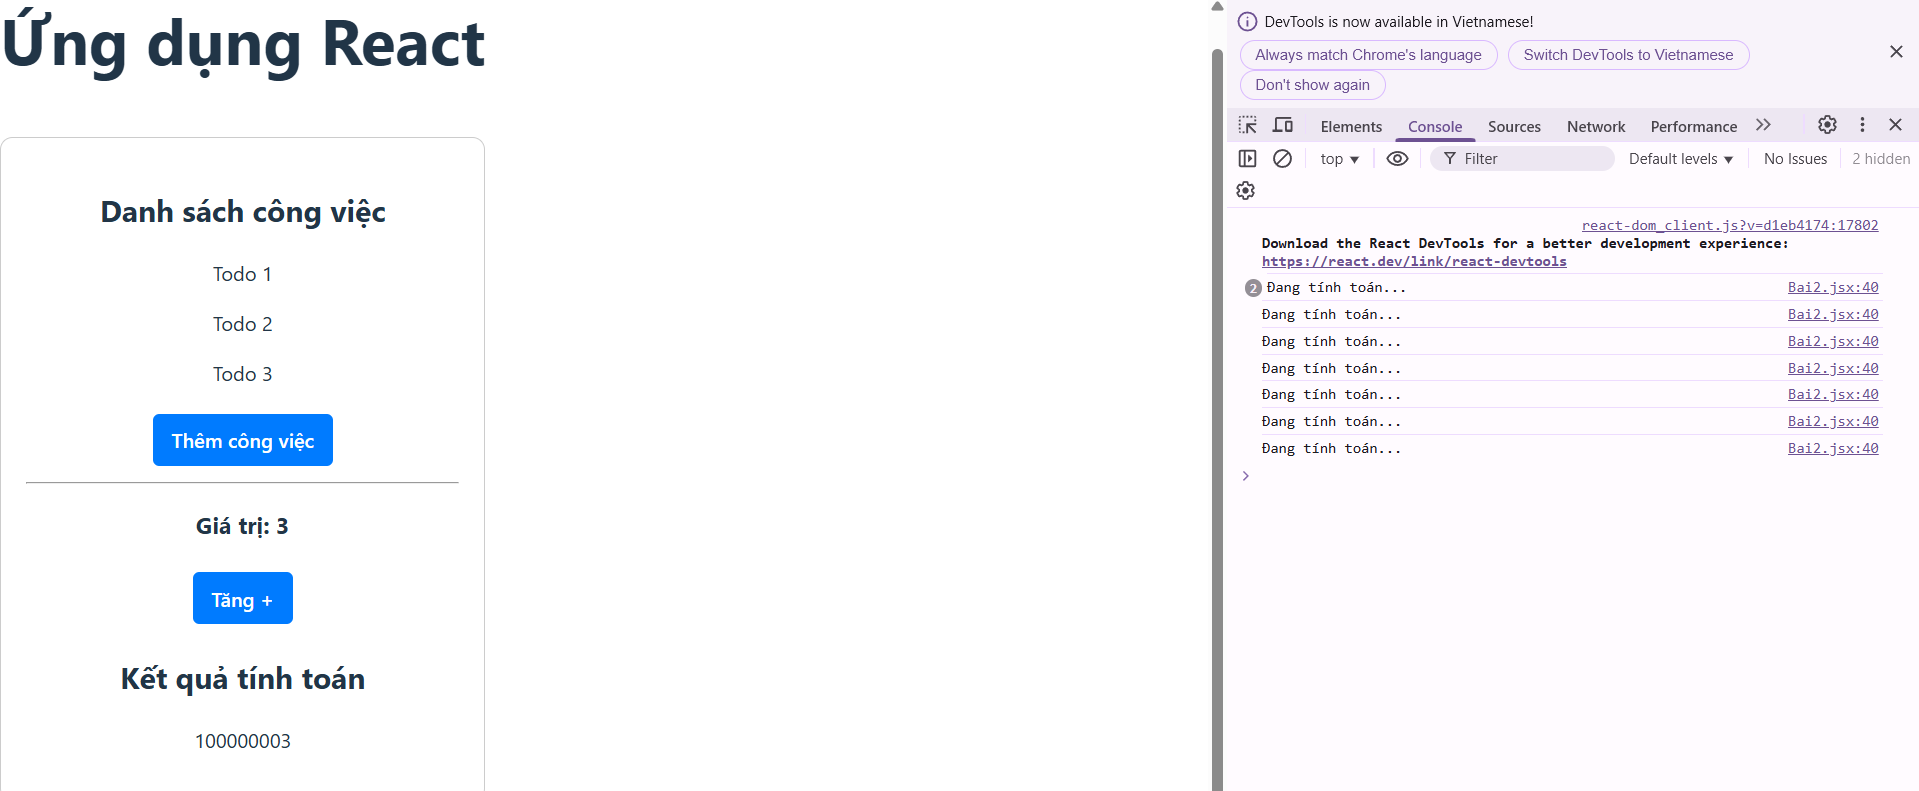 Ứng dụng React
Danh sách công việc
Todo 1
Todo 2
Todo 3
Thêm công việc
Giá trị: 3
Tăng +
Kết quả tính toán
100000003
DevTools is now available in Vietnamese!
Always match Chrome's language
Switch DevTools to Vietnamese
Don't show again
Elements Console Sources Network Performance
top Filter Default levels No Issues 2 hidden
react-dom_client.js?v=d1eb4174:17802
Download the React DevTools for a better development experience:
https://react.dev/link/react-devtools
2 Đang tính toán... Bai2.jsx:40
Đang tính toán... Bai2.jsx:40
Đang tính toán... Bai2.jsx:40
Đang tính toán... Bai2.jsx:40
Đang tính toán... Bai2.jsx:40
Đang tính toán... Bai2.jsx:40
Đang tính toán... Bai2.jsx:40